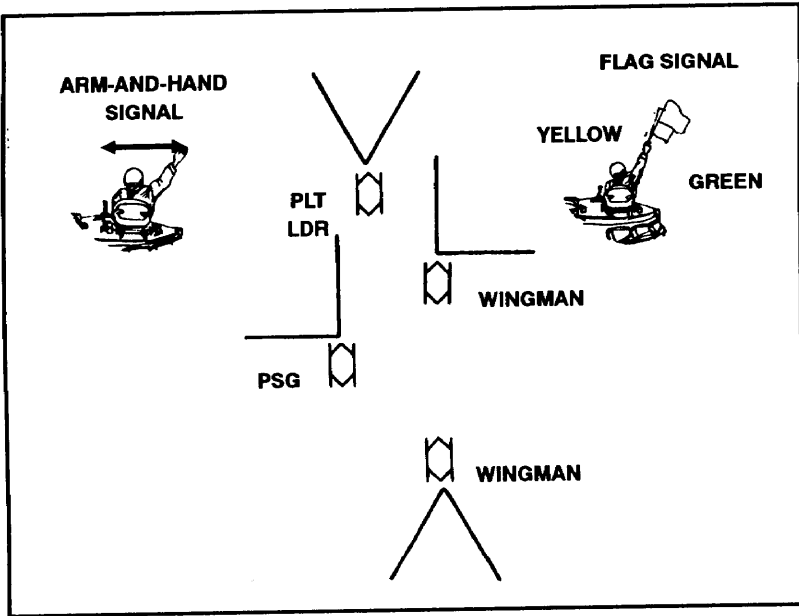 ARM-AND-HAND
SIGNAL
FLAG SIGNAL
YELLOW
GREEN
PLT
LDR
WINGMAN
PSG
WINGMAN